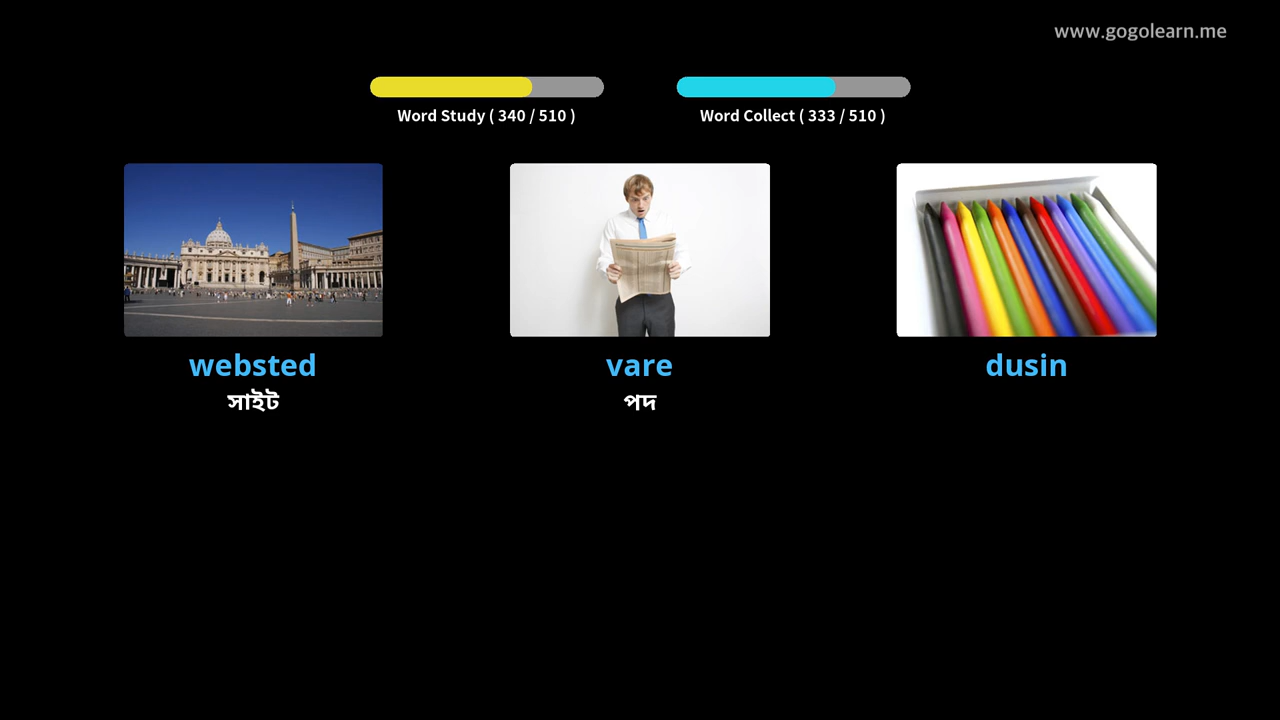 www.gogolearn.me
Word Study ( 340 / 510 )
Word Collect ( 333 / 510 )
websted
সাইট
vare
পদ
dusin